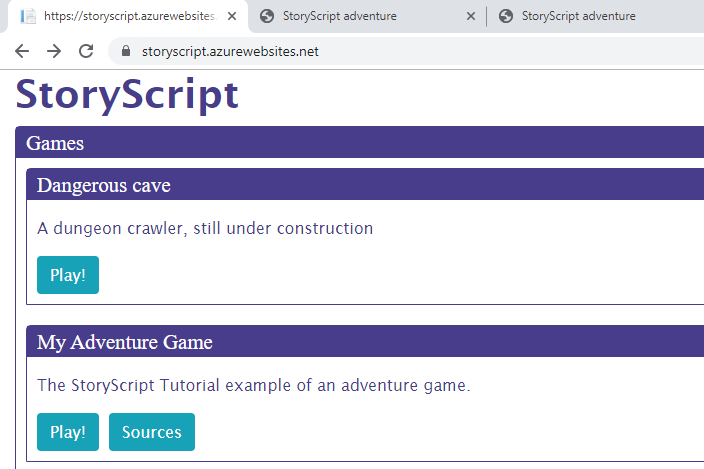 https://storyscript.azurewebsites.
StoryScript adventure
StoryScript adventure
storyscript.azurewebsites.net
StoryScript
Games
Dangerous cave
A dungeon crawler, still under construction
Play!
My Adventure Game
The StoryScript Tutorial example of an adventure game.
Play! Sources